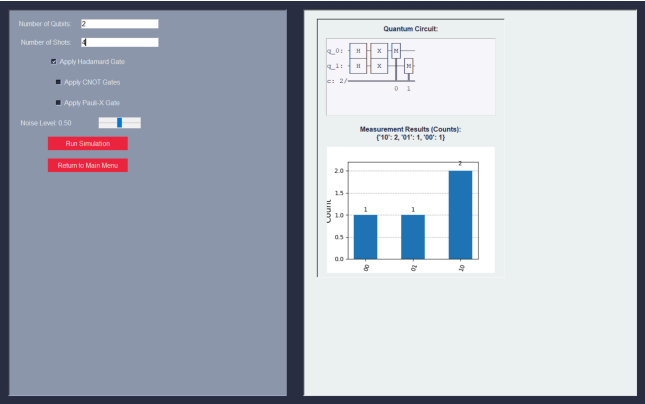 Number of Qubits: 2
Number of Shots: 4
Apply Hadamard Gate
Apply CNOT Gates
Apply Pauli-X Gate
Noise Level: 0.50
Run Simulation
Return to Main Menu
Quantum Circuit:
q_0: H X M
q_1: H X M
c: 2/
0 1
Measurement Results (Counts):
{'10': 2, '01': 1, '00': 1}
2
2.0
1.5
1 1
1.0
0.5
0.0
Count
00 01 10